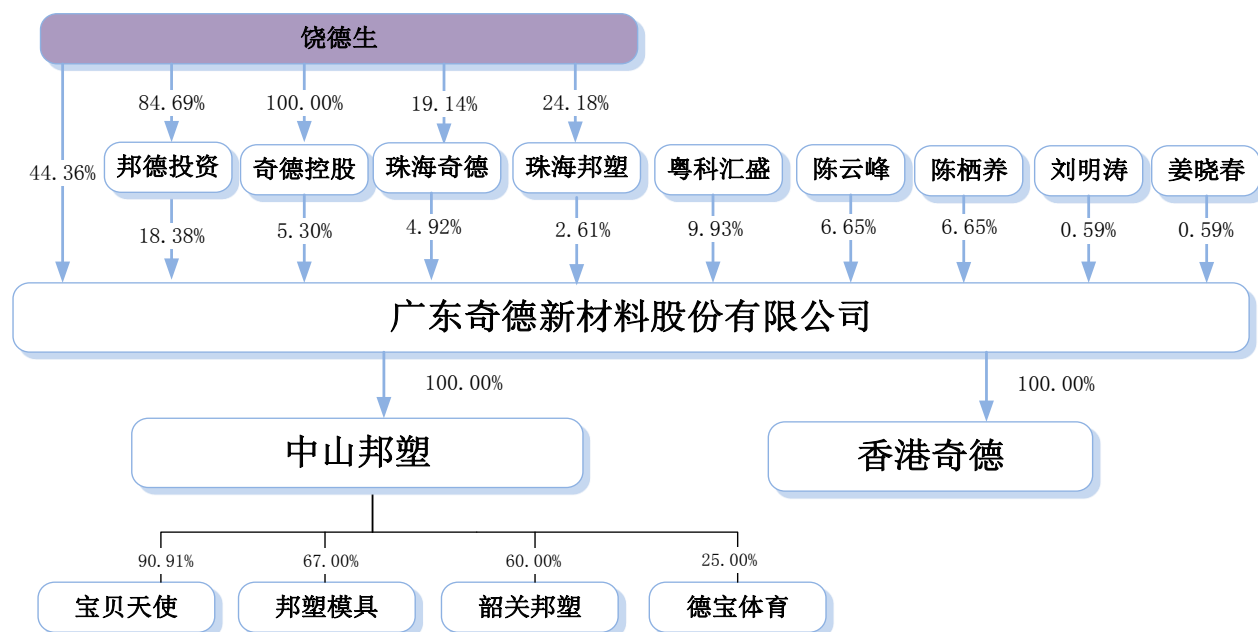 饶德生
84.69%
100.00%
19.14%
24.18%
44.36%
邦德投资
奇德控股
珠海奇德
珠海邦塑
粤科汇盛
陈云峰
陈栖养
刘明涛
姜晓春
18.38%
5.30%
4.92%
2.61%
9.93%
6.65%
6.65%
0.59%
0.59%
广东奇德新材料股份有限公司
100.00%
100.00%
中山邦塑
香港奇德
90.91%
67.00%
60.00%
25.00%
宝贝天使
邦塑模具
韶关邦塑
德宝体育